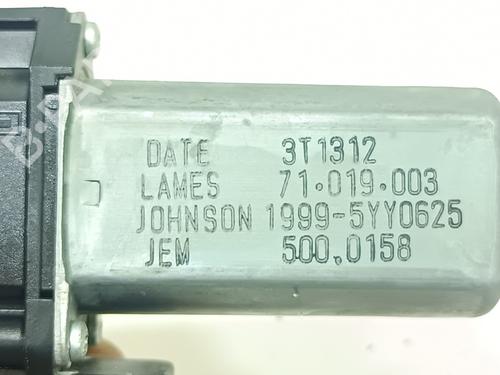 DATE 3T1312
LAMES 71.019.003
JOHNSON 1999-5YY0625
JEM 500.0158